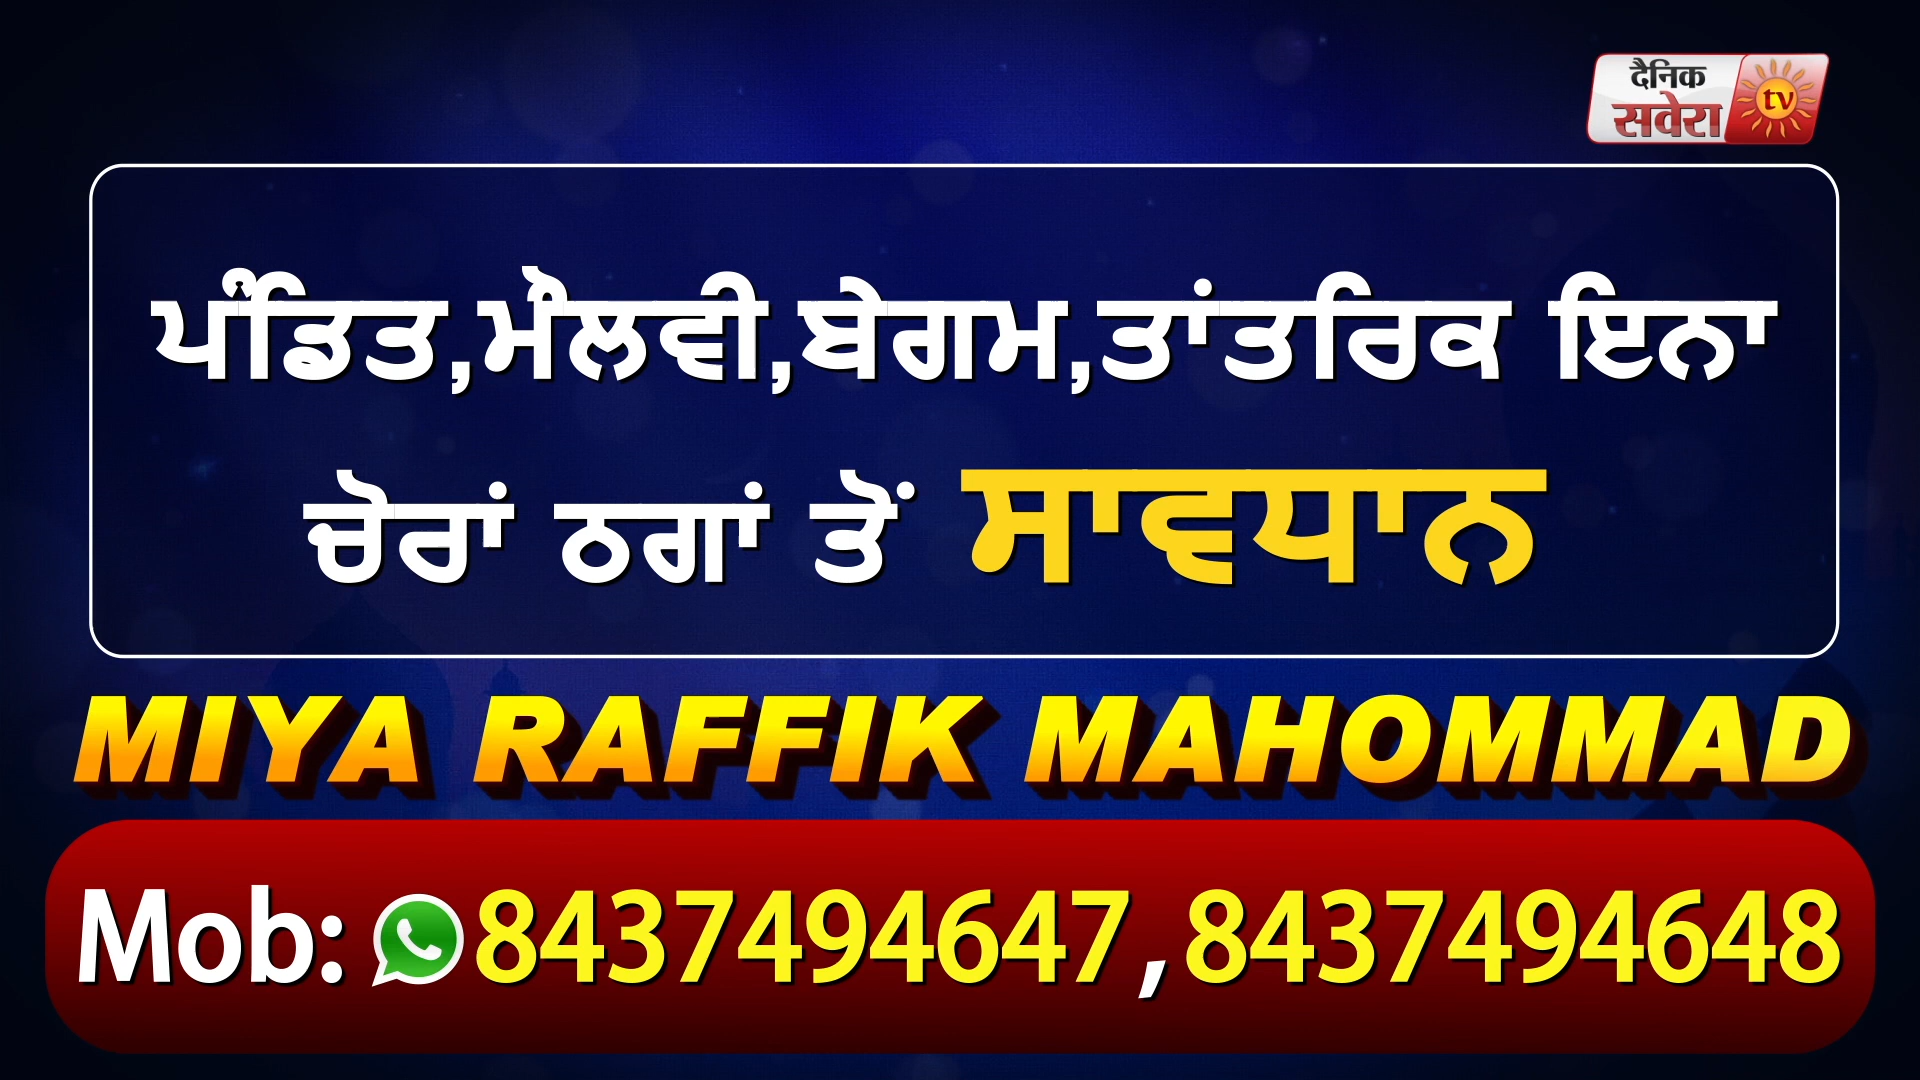 दैनिक
सवेरा tv
ਪੰਡਿਤ,ਮੌਲਵੀ,ਬੇਗਮ,ਤਾਂਤਰਿਕ ਇਨਾ
ਚੋਰਾਂ ਠਗਾਂ ਤੋਂ ਸਾਵਧਾਨ
MIYA RAFFIK MAHOMMAD
Mob: 8437494647, 8437494648